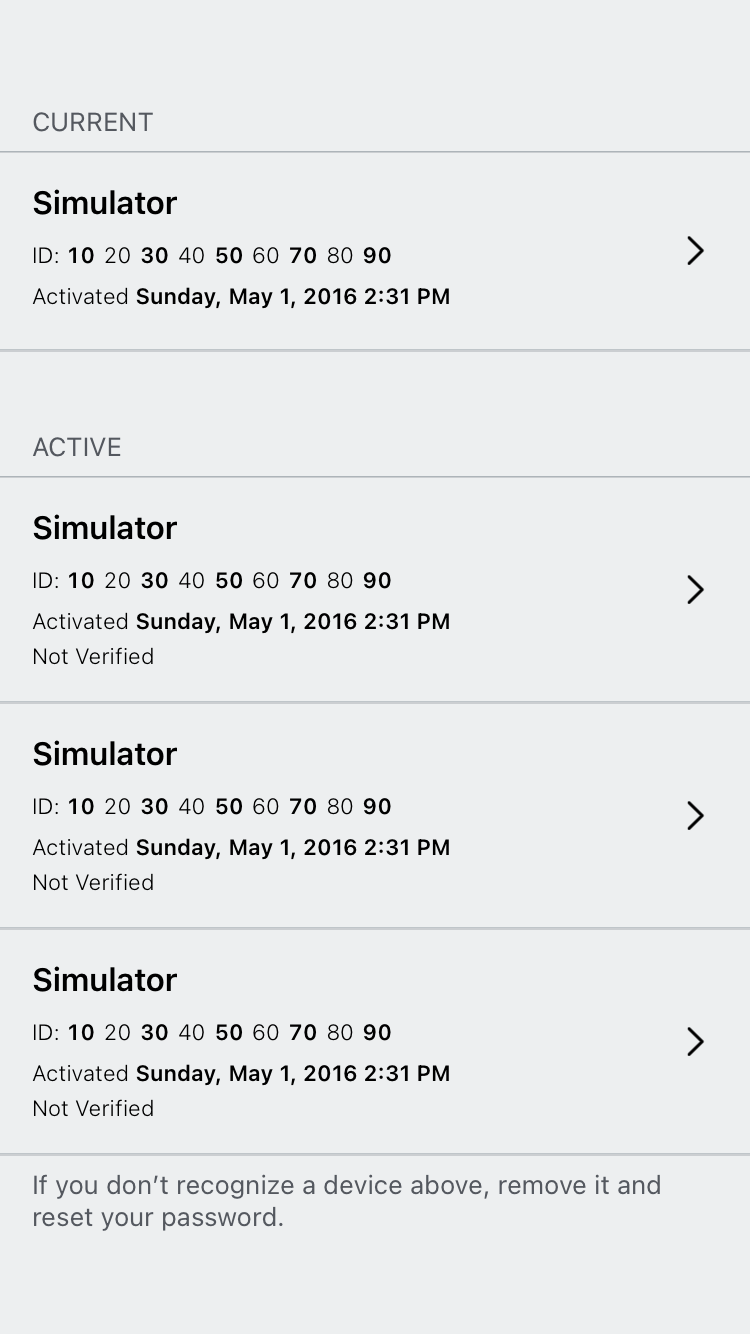 CURRENT
Simulator
ID: 10 20 30 40 50 60 70 80 90
Activated Sunday, May 1, 2016 2:31 PM
ACTIVE
Simulator
ID: 10 20 30 40 50 60 70 80 90
Activated Sunday, May 1, 2016 2:31 PM
Not Verified
Simulator
ID: 10 20 30 40 50 60 70 80 90
Activated Sunday, May 1, 2016 2:31 PM
Not Verified
Simulator
ID: 10 20 30 40 50 60 70 80 90
Activated Sunday, May 1, 2016 2:31 PM
Not Verified
If you don’t recognize a device above, remove it and
reset your password.